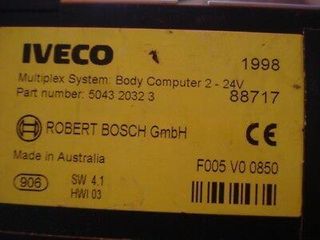 IVECO 1998
Multiplex System: Body Computer 2 - 24V
Part number: 5043 2032 3 88717
ROBERT BOSCH GmbH CE
Made in Australia F005 V0 0850
906 SW 4.1
HWI 03